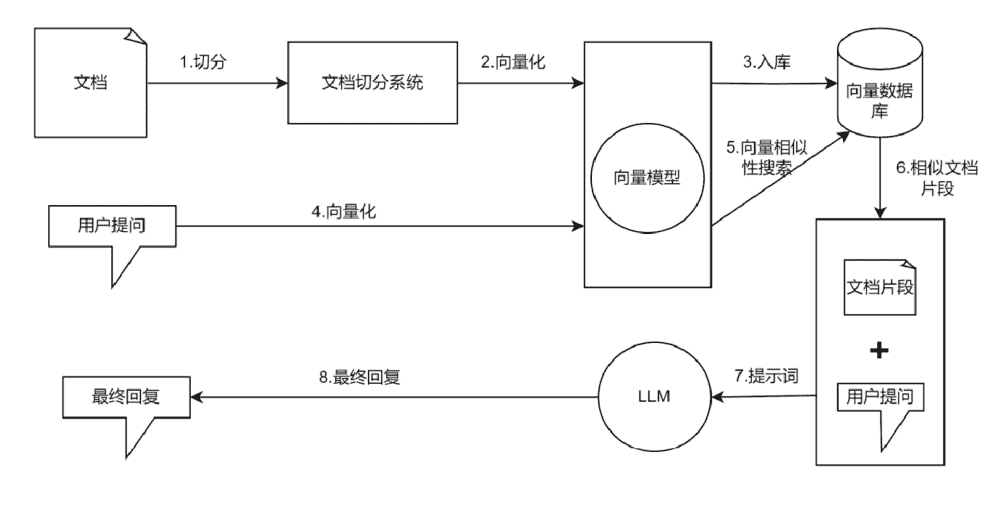 文档
1.切分
文档切分系统
2.向量化
3.入库
向量数据
库
向量模型
5.向量相似
性搜索
6.相似文档
片段
用户提问
4.向量化
文档片段
+
用户提问
7.提示词
LLM
8.最终回复
最终回复